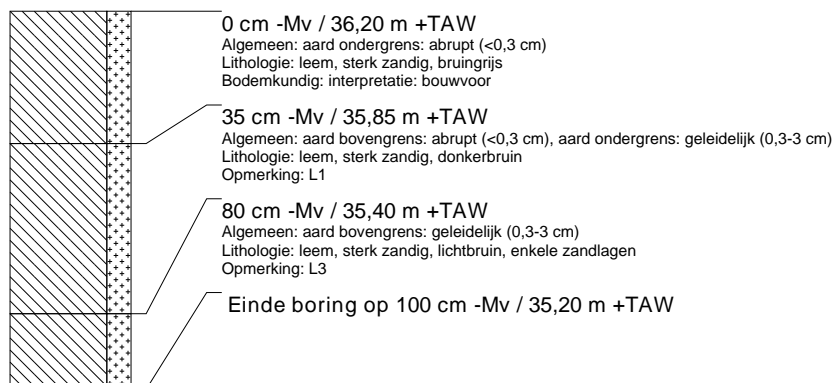 0 cm -Mv / 36,20 m +TAW
Algemeen: aard ondergrens: abrupt (<0,3 cm)
Lithologie: leem, sterk zandig, bruingrijs
Bodemkundig: interpretatie: bouwvoor
35 cm -Mv / 35,85 m +TAW
Algemeen: aard bovengrens: abrupt (<0,3 cm), aard ondergrens: geleidelijk (0,3-3 cm)
Lithologie: leem, sterk zandig, donkerbruin
Opmerking: L1
80 cm -Mv / 35,40 m +TAW
Algemeen: aard bovengrens: geleidelijk (0,3-3 cm)
Lithologie: leem, sterk zandig, lichtbruin, enkele zandlagen
Opmerking: L3
Einde boring op 100 cm -Mv / 35,20 m +TAW